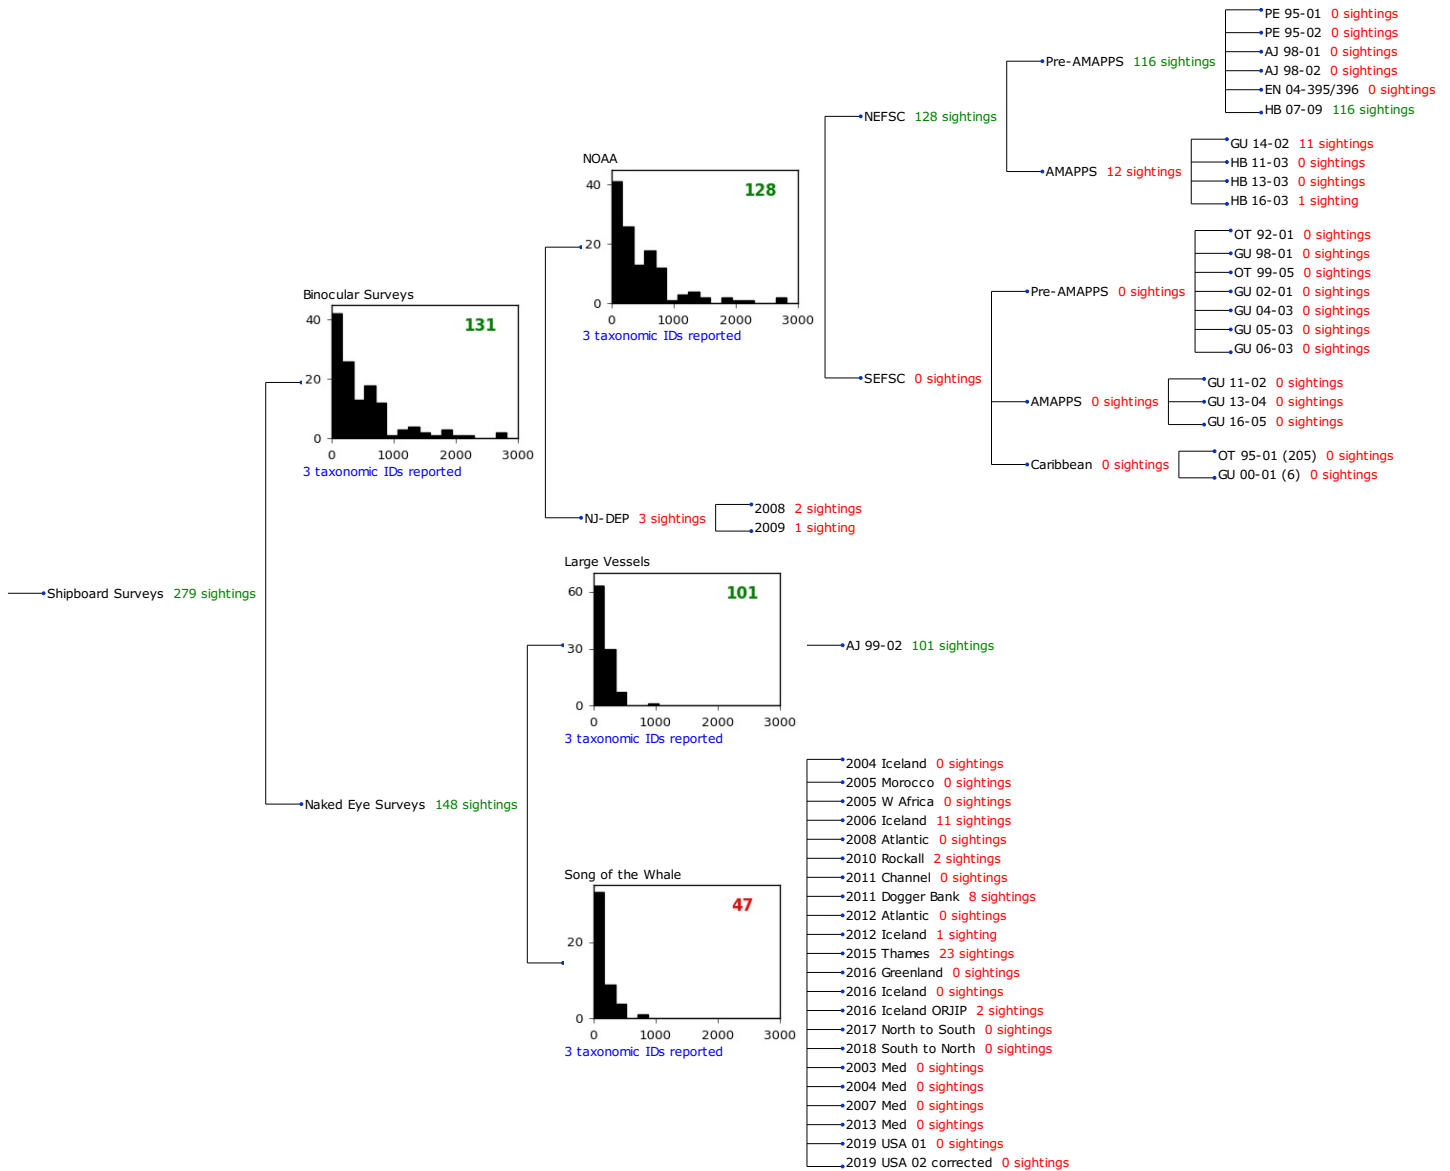 PE 95-01 0 sightings
PE 95-02 0 sightings
AJ 98-01 0 sightings
Pre-AMAPPS 116 sightings
AJ 98-02 0 sightings
EN 04-395/396 0 sightings
HB 07-09 116 sightings
NEFSC 128 sightings
GU 14-02 11 sightings
HB 11-03 0 sightings
AMAPPS 12 sightings
HB 13-03 0 sightings
HB 16-03 1 sighting
NOAA
128
40
20
0
0 1000 2000 3000
3 taxonomic IDs reported
OT 92-01 0 sightings
GU 98-01 0 sightings
OT 99-05 0 sightings
Pre-AMAPPS 0 sightings
GU 02-01 0 sightings
GU 04-03 0 sightings
GU 05-03 0 sightings
GU 06-03 0 sightings
SEFSC 0 sightings
GU 11-02 0 sightings
AMAPPS 0 sightings
GU 13-04 0 sightings
GU 16-05 0 sightings
Caribbean 0 sightings
OT 95-01 (205) 0 sightings
GU 00-01 (6) 0 sightings
Binocular Surveys
131
40
20
0
0 1000 2000 3000
3 taxonomic IDs reported
NJ-DEP 3 sightings
2008 2 sightings
2009 1 sighting
Shipboard Surveys 279 sightings
Large Vessels
101
60
30
0
0 1000 2000 3000
3 taxonomic IDs reported
AJ 99-02 101 sightings
Naked Eye Surveys 148 sightings
Song of the Whale
47
20
0
0 1000 2000 3000
3 taxonomic IDs reported
2004 Iceland 0 sightings
2005 Morocco 0 sightings
2005 W Africa 0 sightings
2006 Iceland 11 sightings
2008 Atlantic 0 sightings
2010 Rockall 2 sightings
2011 Channel 0 sightings
2011 Dogger Bank 8 sightings
2012 Atlantic 0 sightings
2012 Iceland 1 sighting
2015 Thames 23 sightings
2016 Greenland 0 sightings
2016 Iceland 0 sightings
2016 Iceland ORJIP 2 sightings
2017 North to South 0 sightings
2018 South to North 0 sightings
2003 Med 0 sightings
2004 Med 0 sightings
2007 Med 0 sightings
2013 Med 0 sightings
2019 USA 01 0 sightings
2019 USA 02 corrected 0 sightings